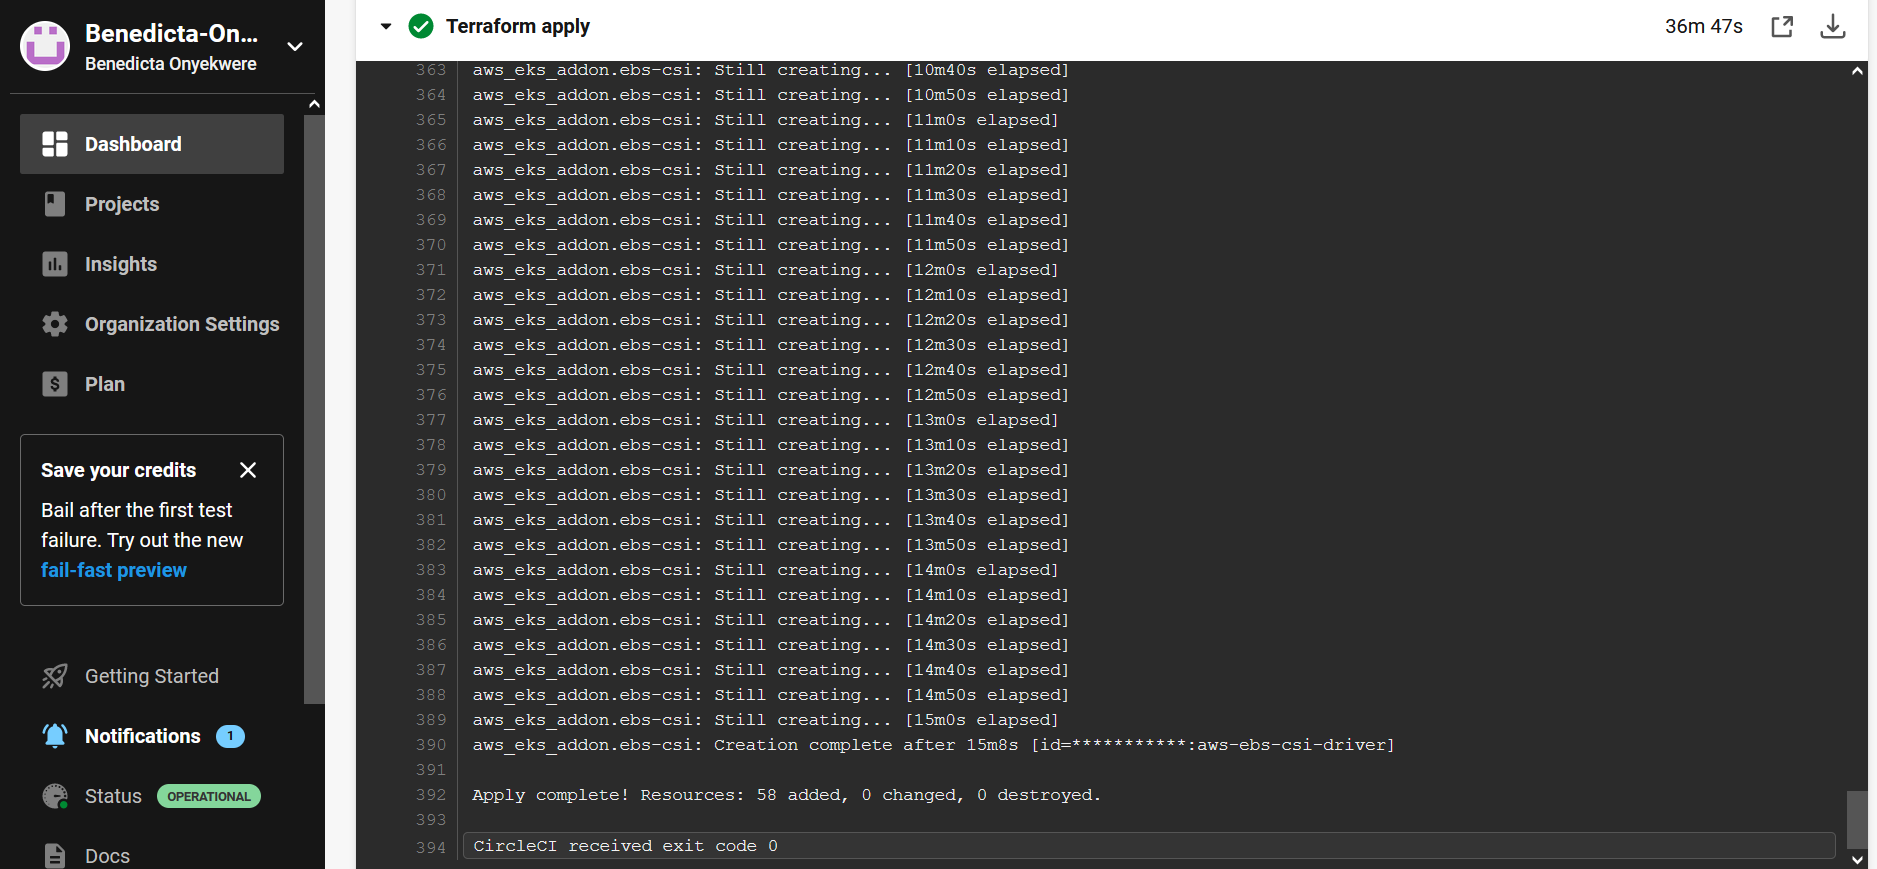 Benedicta-On...
Benedicta Onyekwere
Dashboard
Projects
Insights
Organization Settings
Plan
Save your credits
Bail after the first test
failure. Try out the new
fail-fast preview
Getting Started
Notifications 1
Status OPERATIONAL
Docs
Terraform apply 36m 47s
363 aws_eks_addon.ebs-csi: Still creating... [10m40s elapsed]
364 aws_eks_addon.ebs-csi: Still creating... [10m50s elapsed]
365 aws_eks_addon.ebs-csi: Still creating... [11m0s elapsed]
366 aws_eks_addon.ebs-csi: Still creating... [11m10s elapsed]
367 aws_eks_addon.ebs-csi: Still creating... [11m20s elapsed]
368 aws_eks_addon.ebs-csi: Still creating... [11m30s elapsed]
369 aws_eks_addon.ebs-csi: Still creating... [11m40s elapsed]
370 aws_eks_addon.ebs-csi: Still creating... [11m50s elapsed]
371 aws_eks_addon.ebs-csi: Still creating... [12m0s elapsed]
372 aws_eks_addon.ebs-csi: Still creating... [12m10s elapsed]
373 aws_eks_addon.ebs-csi: Still creating... [12m20s elapsed]
374 aws_eks_addon.ebs-csi: Still creating... [12m30s elapsed]
375 aws_eks_addon.ebs-csi: Still creating... [12m40s elapsed]
376 aws_eks_addon.ebs-csi: Still creating... [12m50s elapsed]
377 aws_eks_addon.ebs-csi: Still creating... [13m0s elapsed]
378 aws_eks_addon.ebs-csi: Still creating... [13m10s elapsed]
379 aws_eks_addon.ebs-csi: Still creating... [13m20s elapsed]
380 aws_eks_addon.ebs-csi: Still creating... [13m30s elapsed]
381 aws_eks_addon.ebs-csi: Still creating... [13m40s elapsed]
382 aws_eks_addon.ebs-csi: Still creating... [13m50s elapsed]
383 aws_eks_addon.ebs-csi: Still creating... [14m0s elapsed]
384 aws_eks_addon.ebs-csi: Still creating... [14m10s elapsed]
385 aws_eks_addon.ebs-csi: Still creating... [14m20s elapsed]
386 aws_eks_addon.ebs-csi: Still creating... [14m30s elapsed]
387 aws_eks_addon.ebs-csi: Still creating... [14m40s elapsed]
388 aws_eks_addon.ebs-csi: Still creating... [14m50s elapsed]
389 aws_eks_addon.ebs-csi: Still creating... [15m0s elapsed]
390 aws_eks_addon.ebs-csi: Creation complete after 15m8s [id=***********:aws-ebs-csi-driver]
391
392 Apply complete! Resources: 58 added, 0 changed, 0 destroyed.
393
394 CircleCI received exit code 0